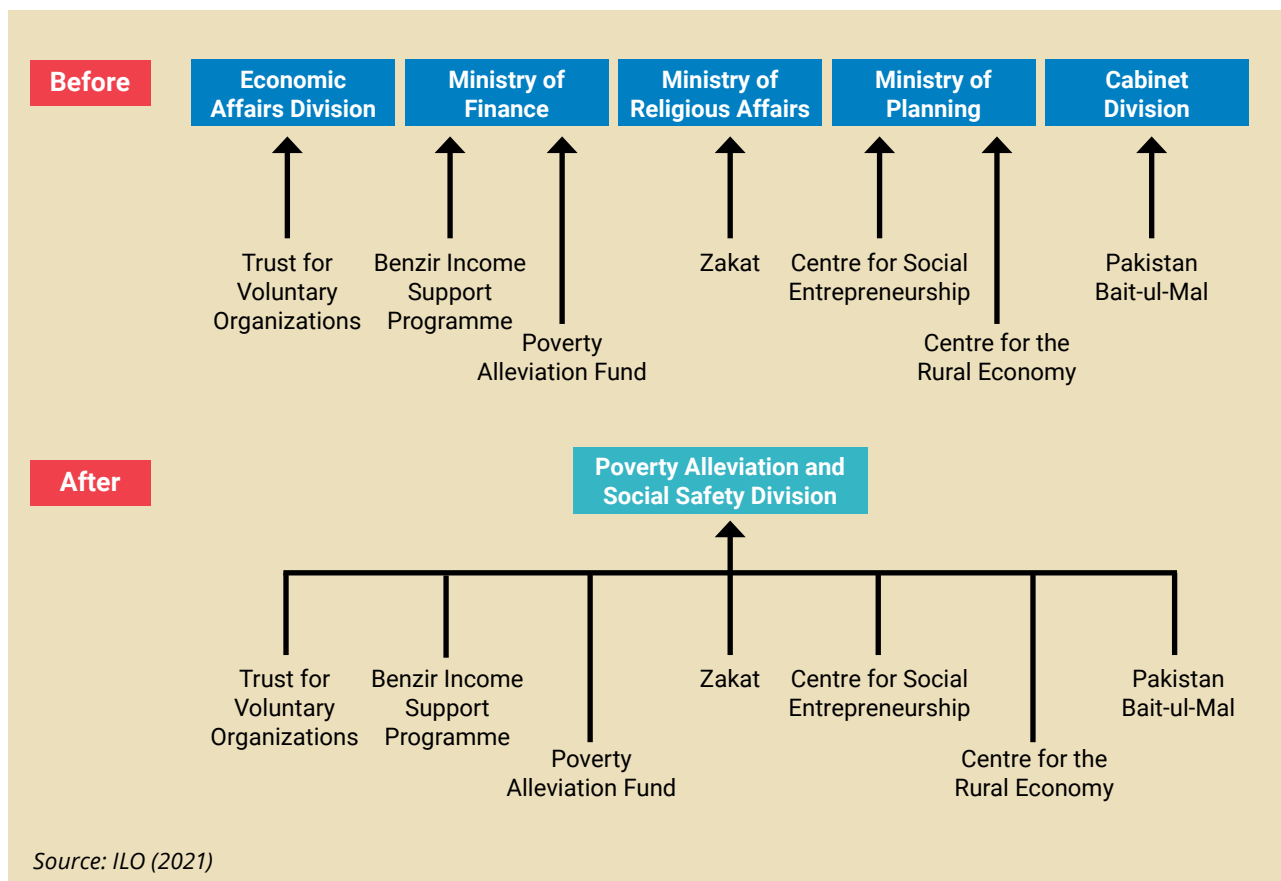 Before
Economic
Affairs Division
Ministry of
Finance
Ministry of
Religious Affairs
Ministry of
Planning
Cabinet
Division
Trust for
Voluntary
Organizations
Benzir Income
Support
Programme
Poverty
Alleviation Fund
Zakat
Centre for Social
Entrepreneurship
Centre for the
Rural Economy
Pakistan
Bait-ul-Mal
After
Poverty Alleviation and
Social Safety Division
Trust for
Voluntary
Organizations
Benzir Income
Support
Programme
Poverty
Alleviation Fund
Zakat
Centre for Social
Entrepreneurship
Centre for the
Rural Economy
Pakistan
Bait-ul-Mal
Source: ILO (2021)